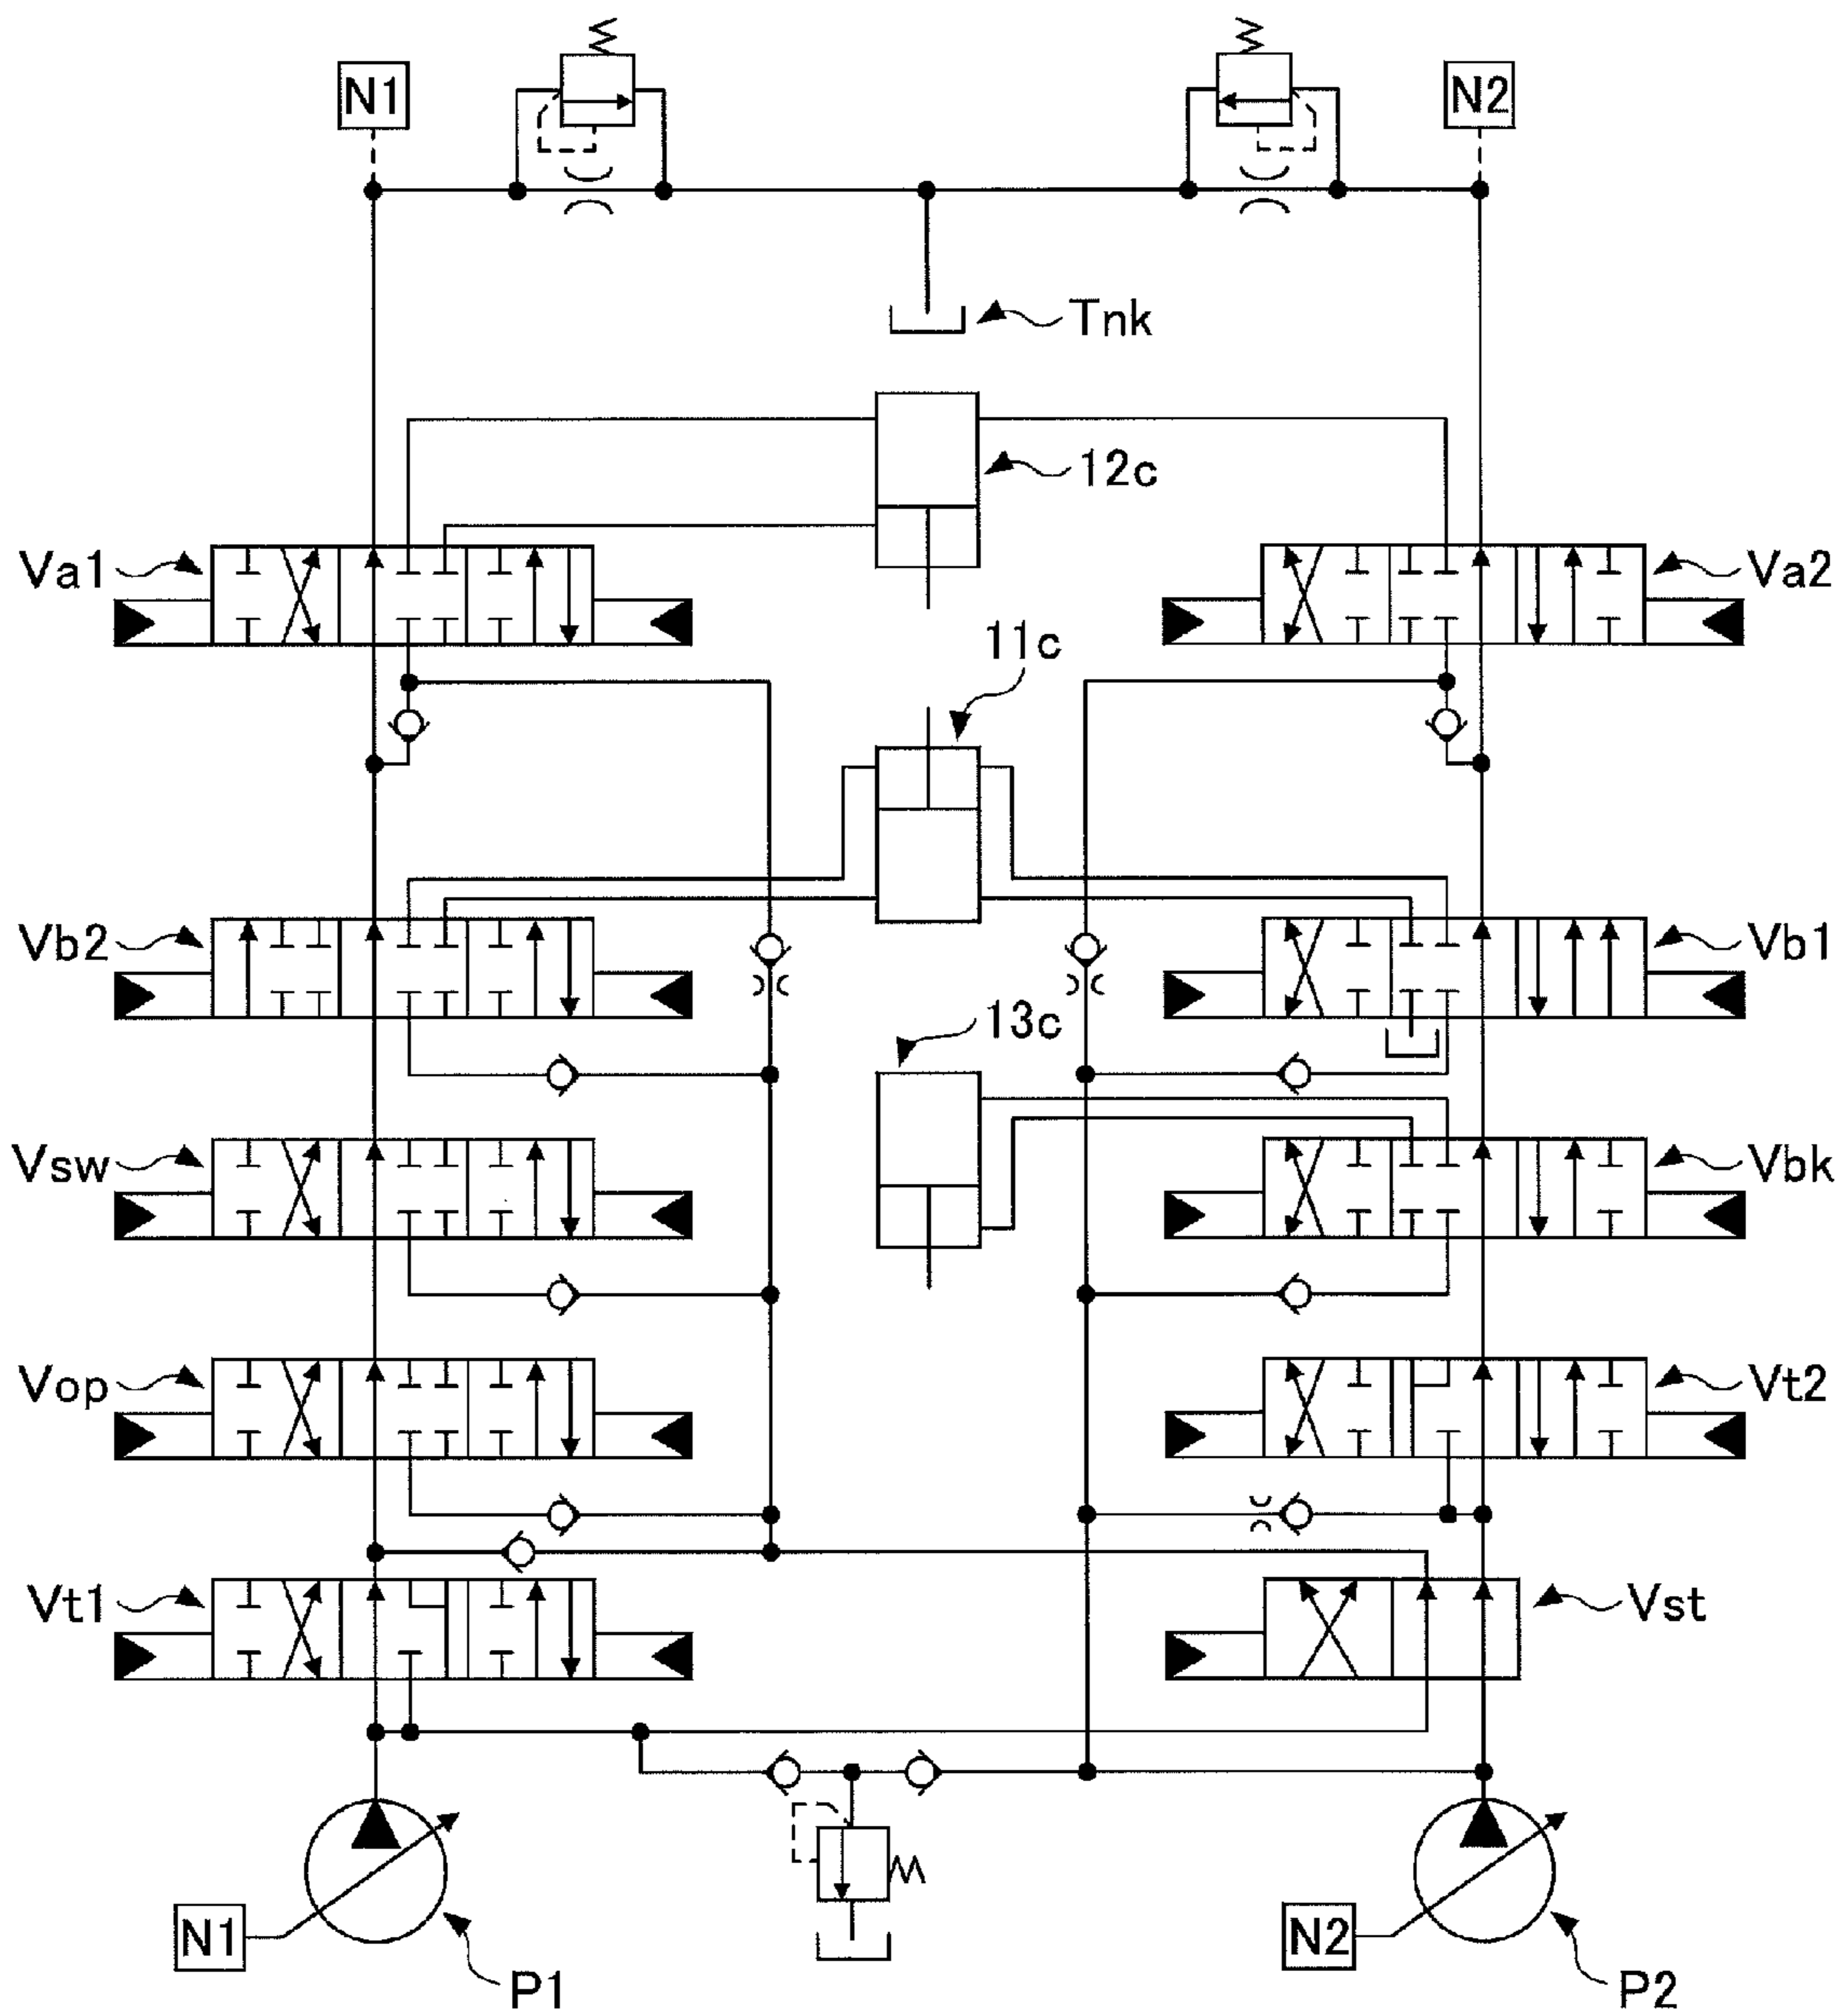 N1
N2
Tnk
12c
Va1
Va2
11c
Vb2
Vb1
13c
Vsw
Vbk
Vop
Vt2
Vt1
Vst
N1
P1
N2
P2